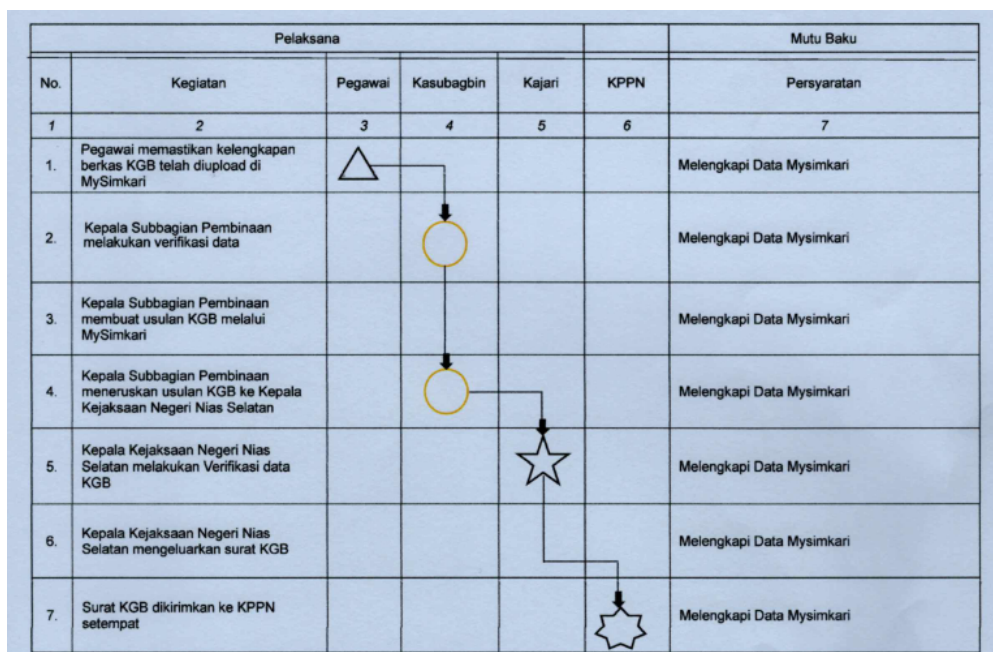 Pelaksana Mutu Baku
No. Kegiatan Pegawai Kasubagbin Kajari KPPN Persyaratan
1 2 3 4 5 6 7
1. Pegawai memastikan kelengkapan
berkas KGB telah diupload di
MySimkari
Melengkapi Data Mysimkari
2. Kepala Subbagian Pembinaan
melakukan verifikasi data
Melengkapi Data Mysimkari
3. Kepala Subbagian Pembinaan
membuat usulan KGB melalui
MySimkari
Melengkapi Data Mysimkari
4. Kepala Subbagian Pembinaan
meneruskan usulan KGB ke Kepala
Kejaksaan Negeri Nias Selatan
Melengkapi Data Mysimkari
5. Kepala Kejaksaan Negeri Nias
Selatan melakukan Verifikasi data
KGB
Melengkapi Data Mysimkari
6. Kepala Kejaksaan Negeri Nias
Selatan mengeluarkan surat KGB
Melengkapi Data Mysimkari
7. Surat KGB dikirimkan ke KPPN
setempat
Melengkapi Data Mysimkari